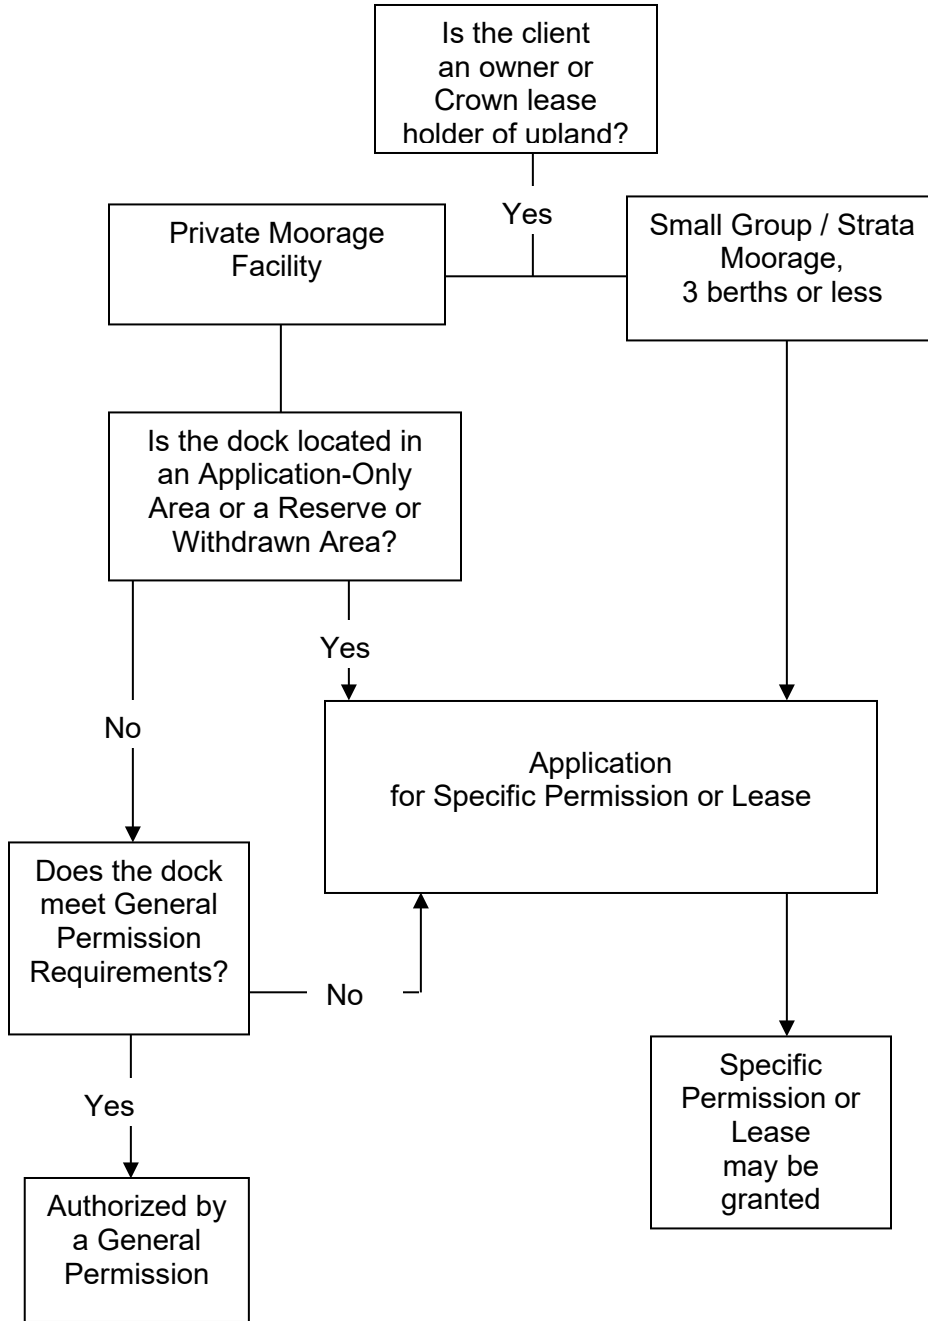 Is the client
an owner or
Crown lease
holder of upland?
Yes
Private Moorage
Facility
Small Group / Strata
Moorage,
3 berths or less
Is the dock located in
an Application-Only
Area or a Reserve or
Withdrawn Area?
Yes
No
Application
for Specific Permission or Lease
Does the dock
meet General
Permission
Requirements?
No
Yes
Specific
Permission or
Lease
may be
granted
Authorized by
a General
Permission